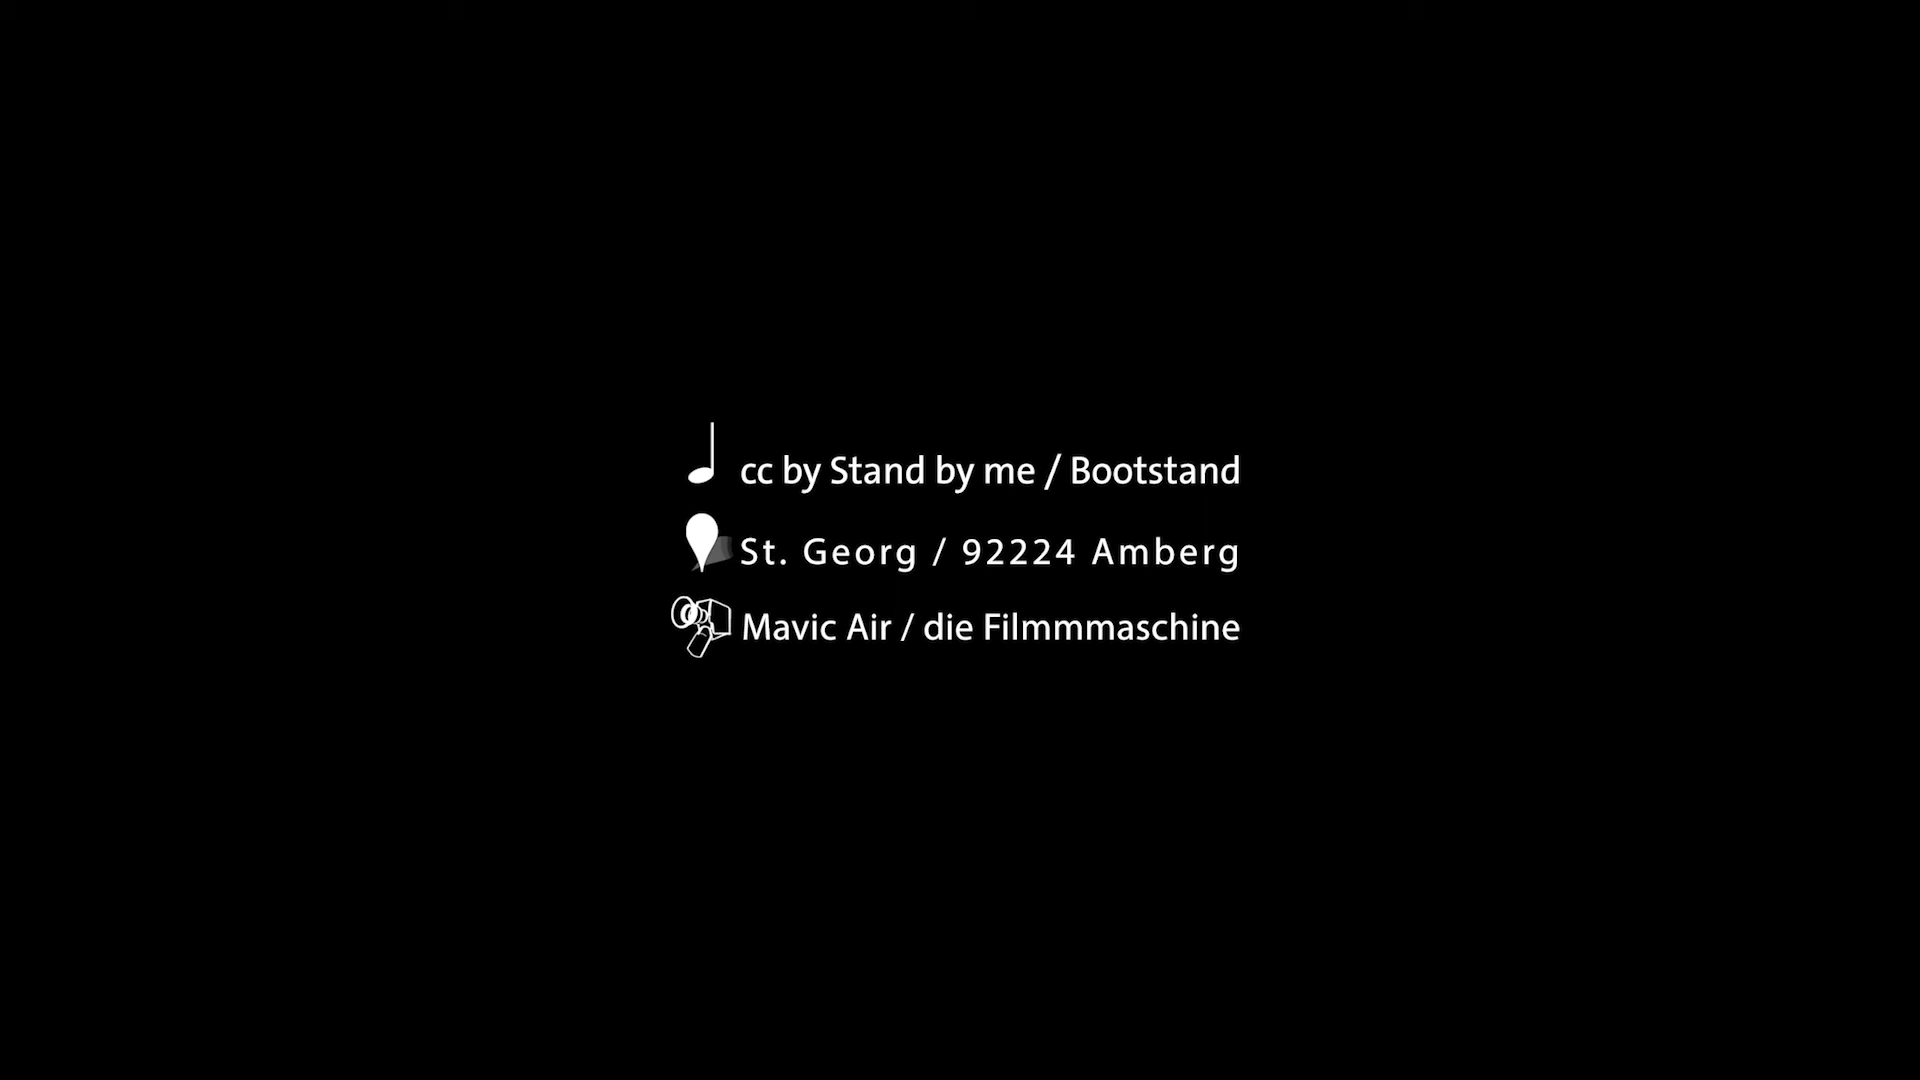 cc by Stand by me / Bootstand
St. Georg / 92224 Amberg
Mavic Air / die Filmmmaschine